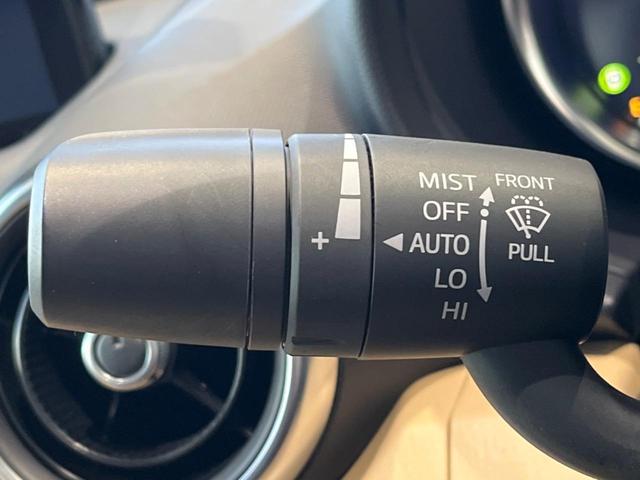 MIST FRONT
OFF
+ AUTO PULL
LO
HI